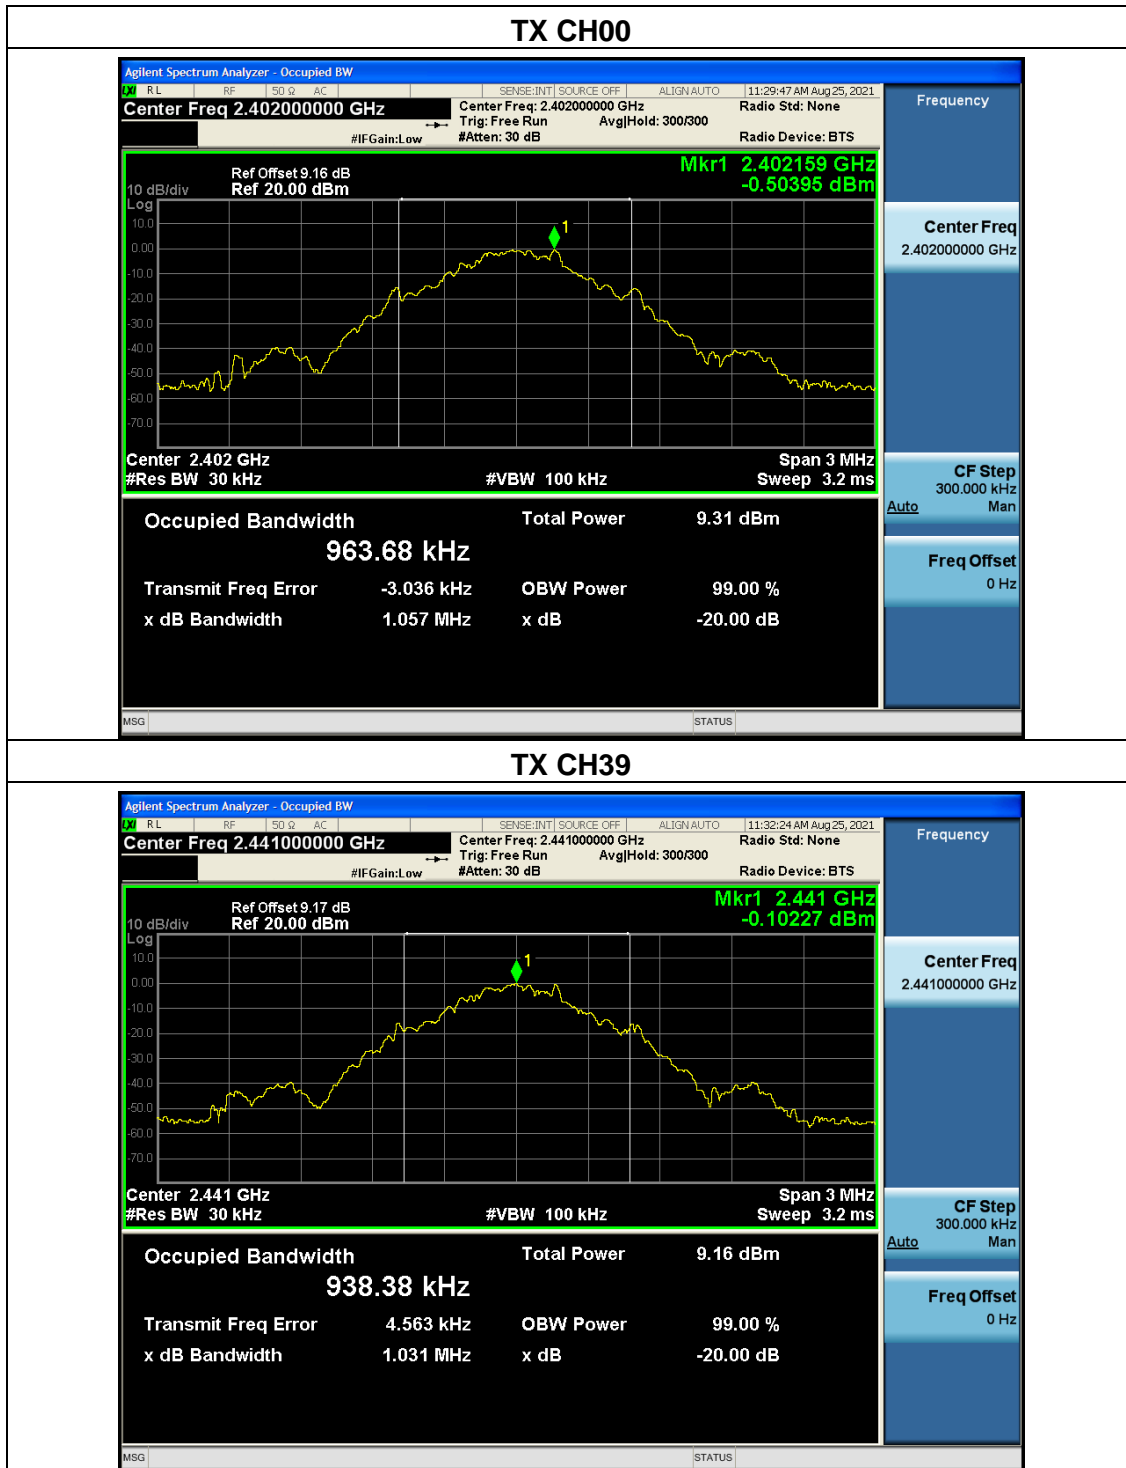 TX CH00
Agilent Spectrum Analyzer - Occupied BW
LXI RL RF 50 Ω AC SENSE:INT SOURCE OFF ALIGN AUTO 11:29:47 AM Aug 25, 2021
Center Freq 2.402000000 GHz
Center Freq: 2.402000000 GHz Radio Std: None
Trig: Free Run Avg|Hold: 300/300
#IFGain:Low #Atten: 30 dB Radio Device: BTS
Frequency
Mkr1 2.402159 GHz
-0.50395 dBm
Ref Offset 9.16 dB
10 dB/div Ref 20.00 dBm
Log
10.0
0.00
-10.0
-20.0
-30.0
-40.0
-50.0
-60.0
-70.0
1
Center 2.402 GHz Span 3 MHz
#Res BW 30 kHz #VBW 100 kHz Sweep 3.2 ms
Occupied Bandwidth Total Power 9.31 dBm
963.68 kHz
Transmit Freq Error -3.036 kHz OBW Power 99.00 %
x dB Bandwidth 1.057 MHz x dB -20.00 dB
Center Freq
2.402000000 GHz
CF Step
300.000 kHz
Auto Man
Freq Offset
0 Hz
MSG STATUS
TX CH39
Agilent Spectrum Analyzer - Occupied BW
LXI RL RF 50 Ω AC SENSE:INT SOURCE OFF ALIGN AUTO 11:32:24 AM Aug 25, 2021
Center Freq 2.441000000 GHz
Center Freq: 2.441000000 GHz Radio Std: None
Trig: Free Run Avg|Hold: 300/300
#IFGain:Low #Atten: 30 dB Radio Device: BTS
Frequency
Mkr1 2.441 GHz
-0.10227 dBm
Ref Offset 9.17 dB
10 dB/div Ref 20.00 dBm
Log
10.0
0.00
-10.0
-20.0
-30.0
-40.0
-50.0
-60.0
-70.0
1
Center 2.441 GHz Span 3 MHz
#Res BW 30 kHz #VBW 100 kHz Sweep 3.2 ms
Occupied Bandwidth Total Power 9.16 dBm
938.38 kHz
Transmit Freq Error 4.563 kHz OBW Power 99.00 %
x dB Bandwidth 1.031 MHz x dB -20.00 dB
Center Freq
2.441000000 GHz
CF Step
300.000 kHz
Auto Man
Freq Offset
0 Hz
MSG STATUS